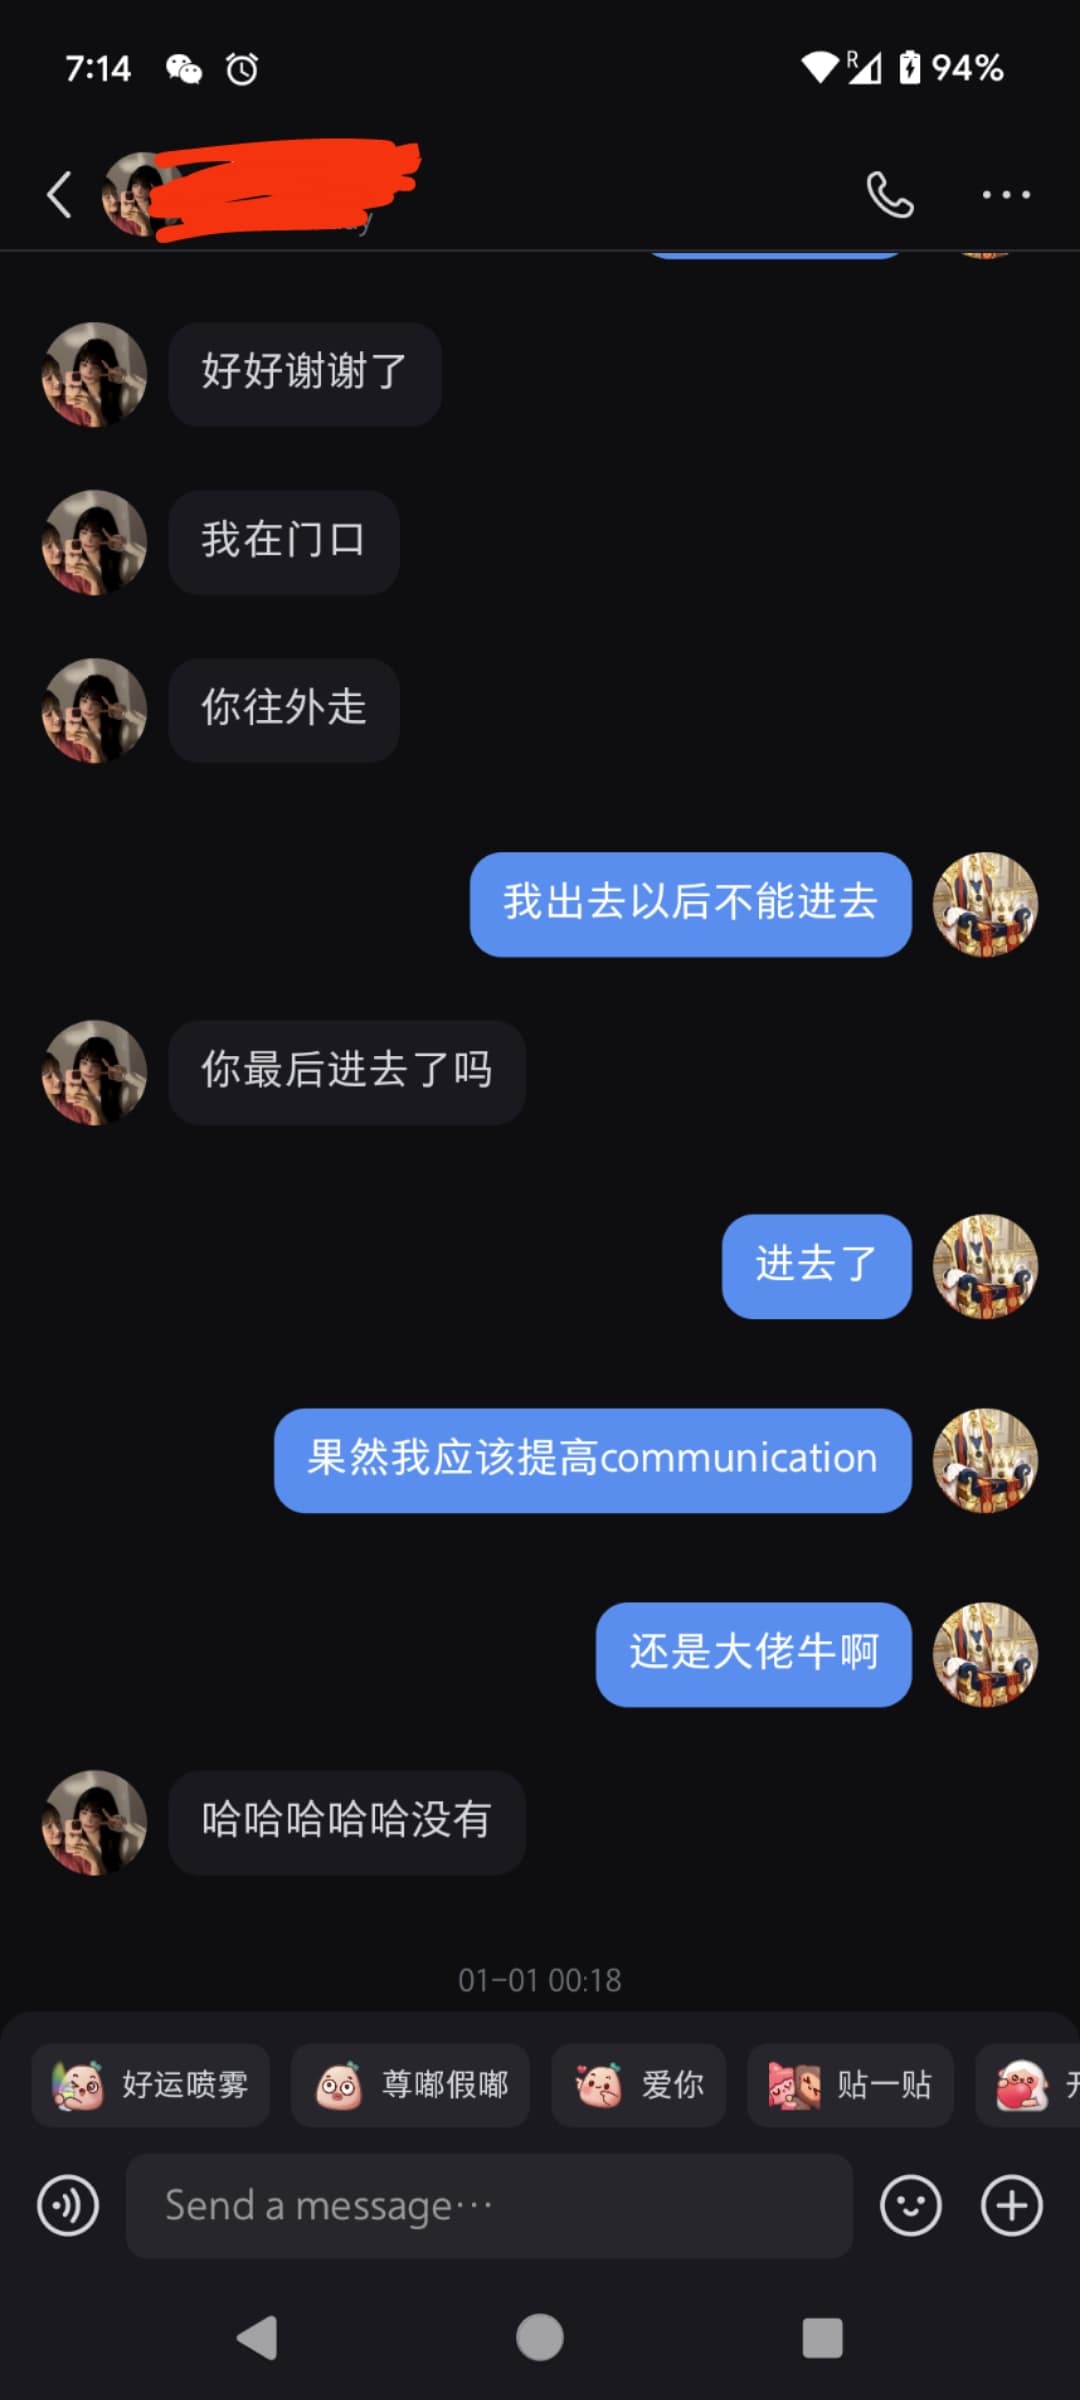 7:14
R
94%
好好谢谢了
我在门口
你往外走
我出去以后不能进去
你最后进去了吗
进去了
果然我应该提高communication
还是大佬牛啊
哈哈哈哈哈没有
01-01 00:18
好运喷雾
尊嘟假嘟
爱你
贴一贴
Send a message···